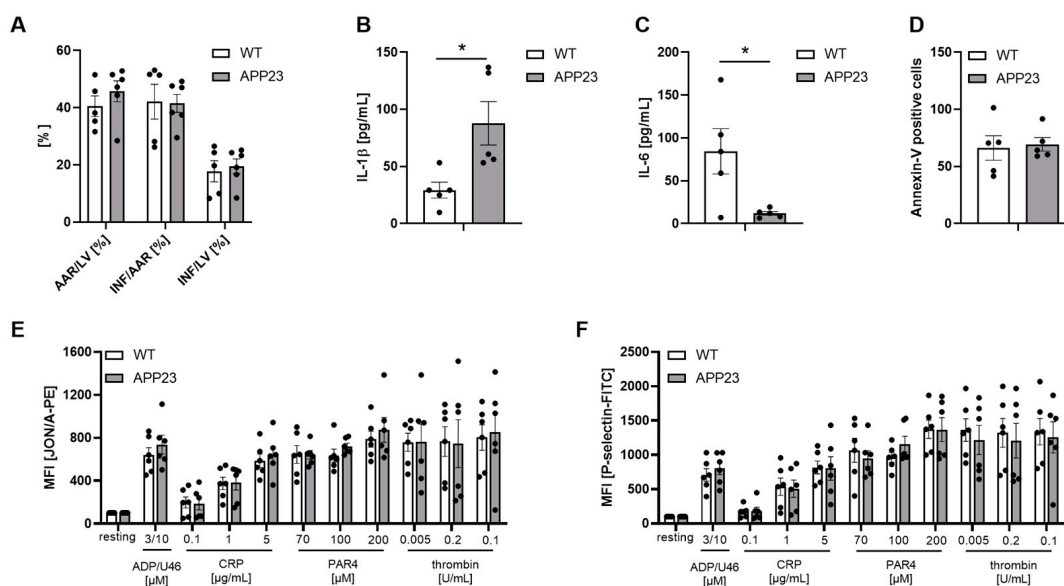 A
WT
APP23
[% ]
60
40
20
0
AAR/LV [%]
INF/AAR [%]
INF/LV [%]
B
WT
APP23
*
IL-1β [pg/mL]
150
100
50
0
C
WT
APP23
*
IL-6 [pg/mL]
200
150
100
50
0
D
WT
APP23
Annexin-V positive cells
200
150
100
50
0
E
WT
APP23
MFI [JON/A-PE]
1600
1200
800
400
0
resting 3/10 0.1 1 5 70 100 200 0.005 0.2 0.1
ADP/U46 CRP PAR4 thrombin
[µM] [µg/mL] [µM] [U/mL]
F
WT
APP23
MFI [P-selectin-FITC]
2500
2000
1500
1000
500
0
resting 3/10 0.1 1 5 70 100 200 0.005 0.2 0.1
ADP/U46 CRP PAR4 thrombin
[µM] [µg/mL] [µM] [U/mL]